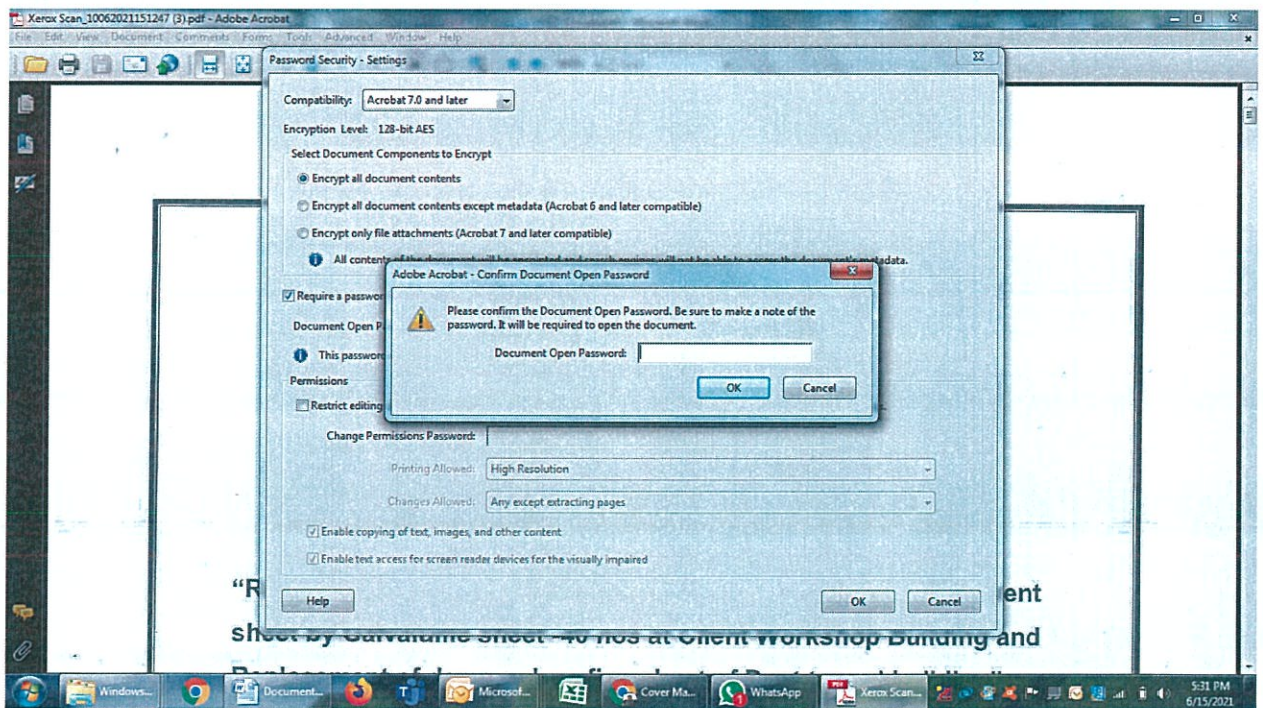 Xerox Scan_10062021151247 (3).pdf - Adobe Acrobat
File Edit View Document Comments Forms Tools Advanced Window Help
Password Security - Settings
Compatibility: Acrobat 7.0 and later
Encryption Level: 128-bit AES
Select Document Components to Encrypt
Encrypt all document contents
Encrypt all document contents except metadata (Acrobat 6 and later compatible)
Encrypt only file attachments (Acrobat 7 and later compatible)
All contents of the document will be encrypted and search engines will not be able to access the document's metadata.
Adobe Acrobat - Confirm Document Open Password
Require a passwor
Please confirm the Document Open Password. Be sure to make a note of the
password. It will be required to open the document.
Document Open P
Document Open Password:
This password
Permissions
OK Cancel
Restrict editing
Change Permissions Password:
Printing Allowed: High Resolution
Changes Allowed: Any except extracting pages
Enable copying of text, images, and other content
Enable text access for screen reader devices for the visually impaired
Help OK Cancel
“R ent
sheet by Galvalume sheet -40 nos at Client Workshop Building and
Windows... Document... Microsof... Cover Ma... WhatsApp Xerox Scan... 5:31 PM
6/15/2021